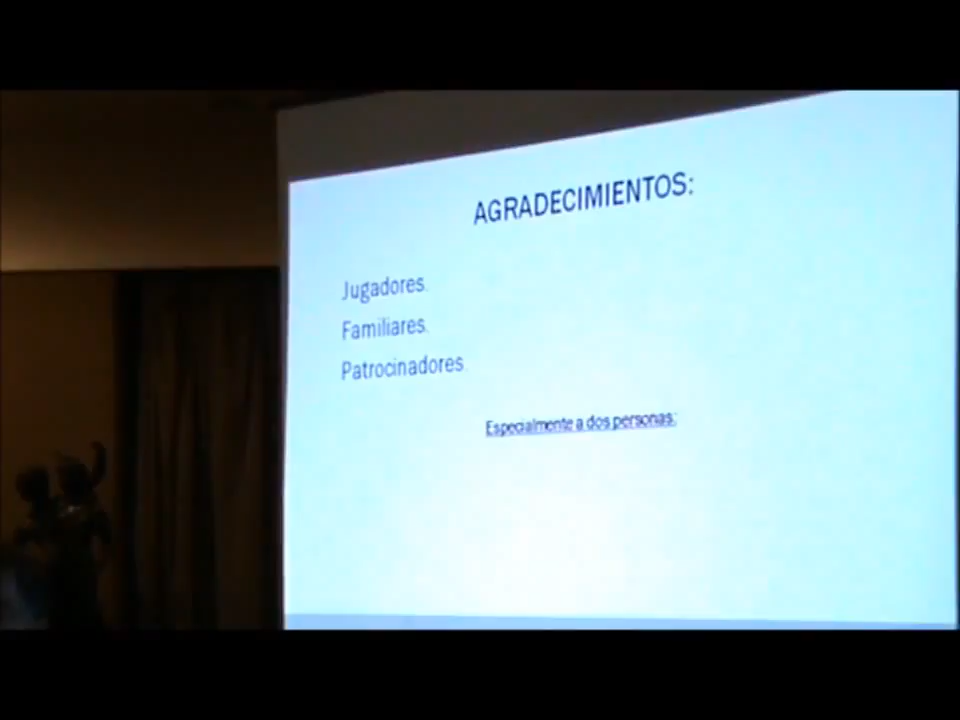 AGRADECIMIENTOS:
Jugadores.
Familiares.
Patrocinadores.
Especialmente a dos personas: